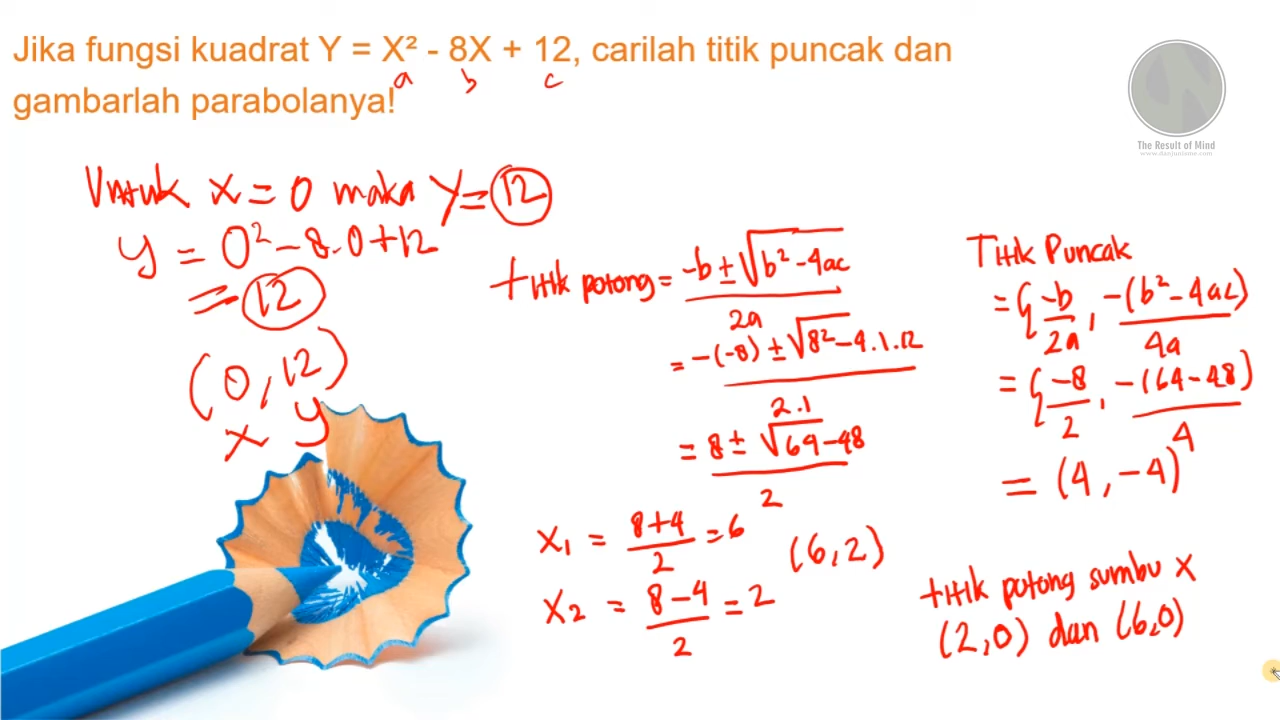 Jika fungsi kuadrat Y = X² - 8X + 12, carilah titik puncak dan
a b c
gambarlah parabolanya!
The Result of Mind
www.danjuniene.com
Untuk x = 0 maka y = 12
y = 0² - 8.0 + 12
= 12
(0, 12)
x y
titik potong = -b ± √(b² - 4ac) / 2a
= -(-8) ± √(8² - 4.1.12) / 2.1
= 8 ± √(64 - 48) / 2
x₁ = 8+4 / 2 = 6
(6, 2)
x₂ = 8-4 / 2 = 2
Titik Puncak
= { -b / 2a, -(b² - 4ac) / 4a
= { -8 / 2, -(64 - 48) / 4
= (4, -4)
titik potong sumbu x
(2,0) dan (6,0)